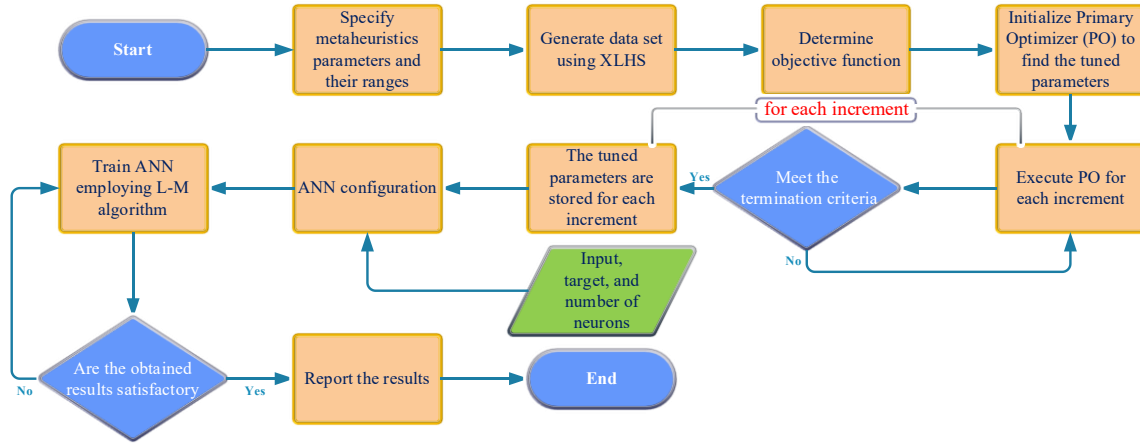 Start
Specify
metaheuristics
parameters and
their ranges
Generate data set
using XLHS
Determine
objective function
Initialize Primary
Optimizer (PO) to
find the tuned
parameters
for each increment
Execute PO for
each increment
Meet the
termination criteria
Yes
No
The tuned
parameters are
stored for each
increment
ANN configuration
Input,
target, and
number of
neurons
Train ANN
employing L-M
algorithm
Are the obtained
results satisfactory
No
Yes
Report the results
End